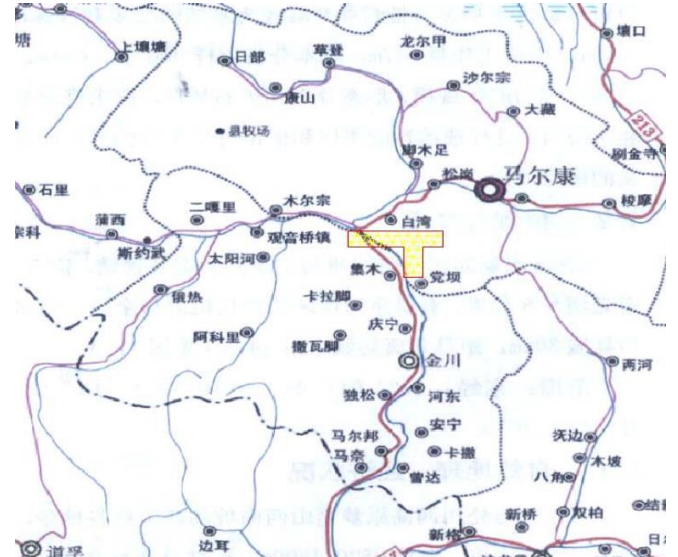 塘
上壤塘
日部
草登
龙尔甲
壤口
康山
沙尔宗
大藏
213
县牧场
脚木足
刷金寺
松岗
马尔康
石里
二嘎里
木尔宗
梭摩
蒲西
白湾
观音桥镇
斯约武
太阳河
集木
党坝
俄热
卡拉脚
阿科里
庆宁
撒瓦脚
金川
两河
独松
河东
安宁
抚边
马尔邦
卡撒
木坡
马奈
曾达
八角
新桥
双柏
新格
边耳
道孚